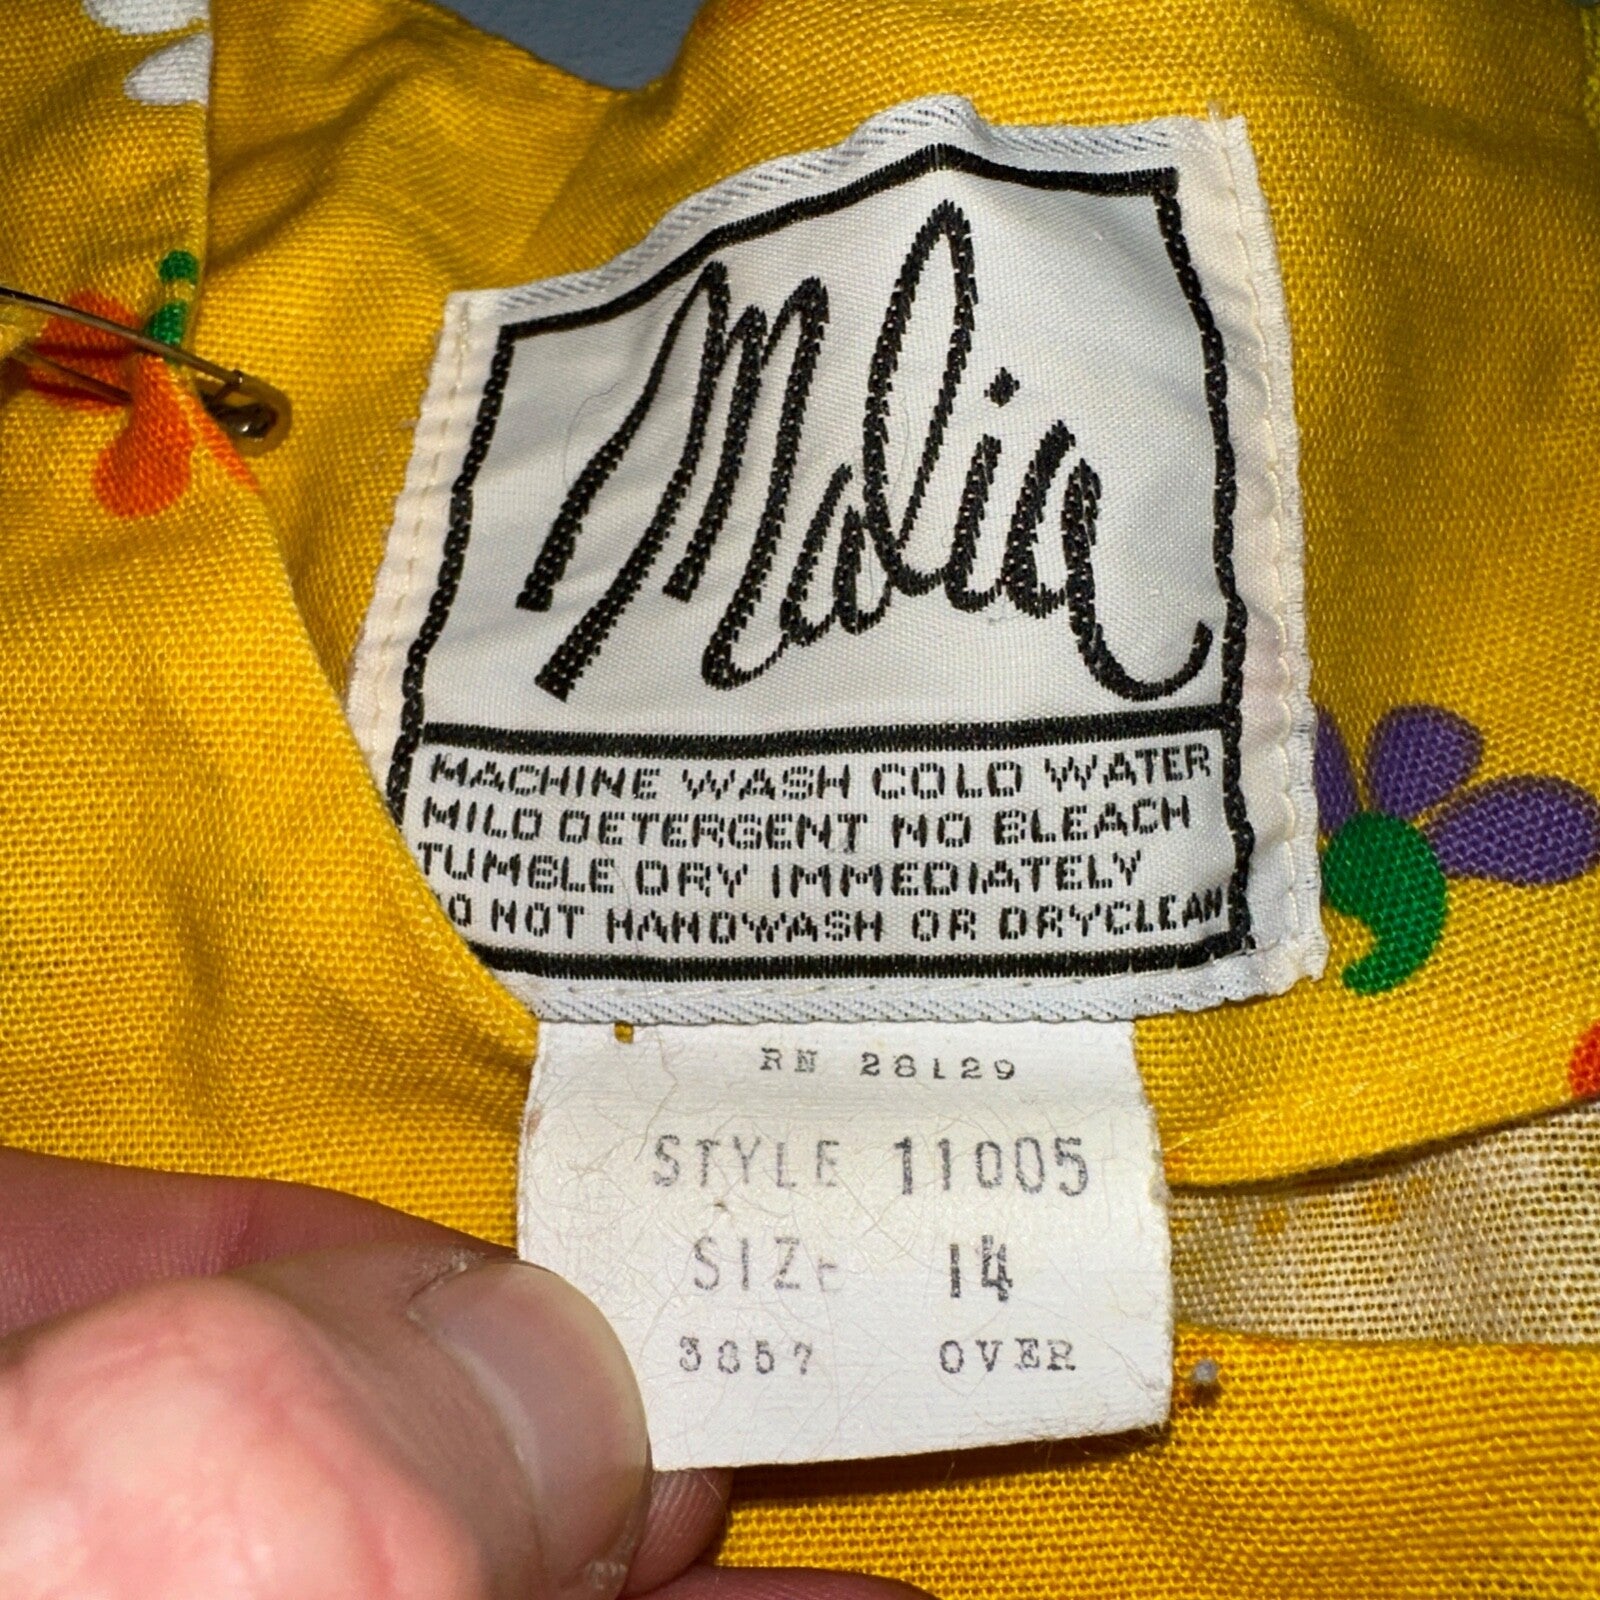 Malia
MACHINE WASH COLD WATER
MILD DETERGENT NO BLEACH
TUMBLE DRY IMMEDIATELY
DO NOT HANDWASH OR DRYCLEAN
RN 28129
STYLE 11005
SIZE 14
OVER